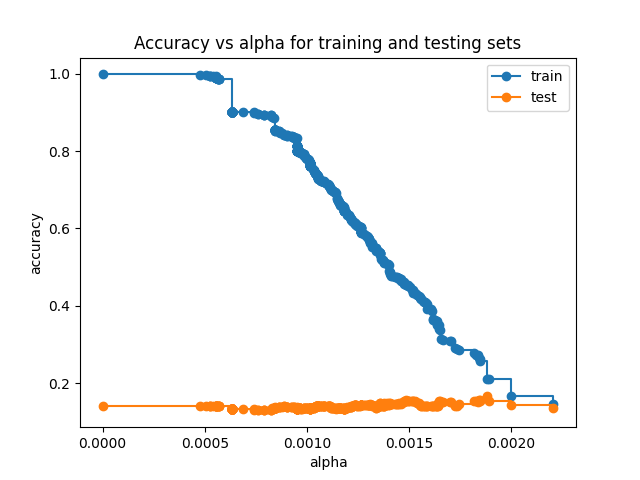 Accuracy vs alpha for training and testing sets
train
test
1.0
0.8
0.6
0.4
0.2
accuracy
0.0000
0.0005
0.0010
0.0015
0.0020
alpha